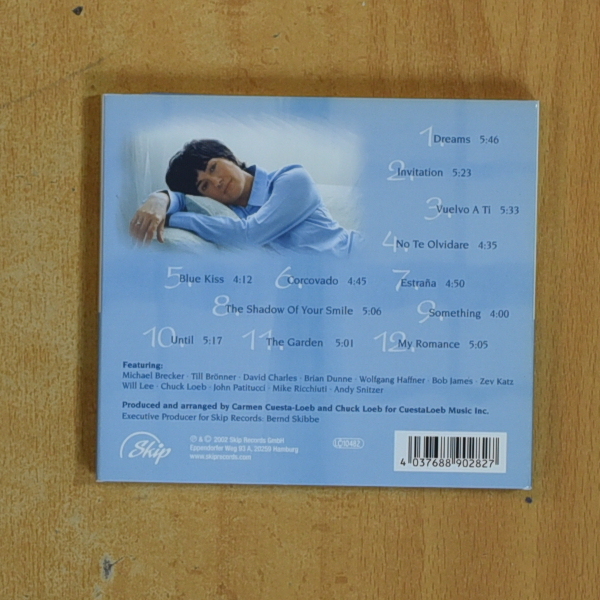 1. Dreams 5:46
2. Invitation 5:23
3. Vuelvo A Ti 5:33
4. No Te Olvidare 4:35
5. Blue Kiss 4:12 6. Corcovado 4:45 7. Estraña 4:50
8. The Shadow Of Your Smile 5:06 9. Something 4:00
10. Until 5:17 11. The Garden 5:01 12. My Romance 5:05
Featuring:
Michael Brecker · Till Brönner · David Charles · Brian Dunne · Wolfgang Haffner · Bob James · Zev Katz
Will Lee · Chuck Loeb · John Patitucci · Mike Ricchiuti · Andy Snitzer
Produced and arranged by Carmen Cuesta-Loeb and Chuck Loeb for CuestaLoeb Music Inc.
Executive Producer for Skip Records: Bernd Skibbe
Skip
℗ & © 2002 Skip Records GmbH
Eppendorfer Weg 93 A, 20259 Hamburg
www.skiprecords.com
LC 10482
4 037688 902827